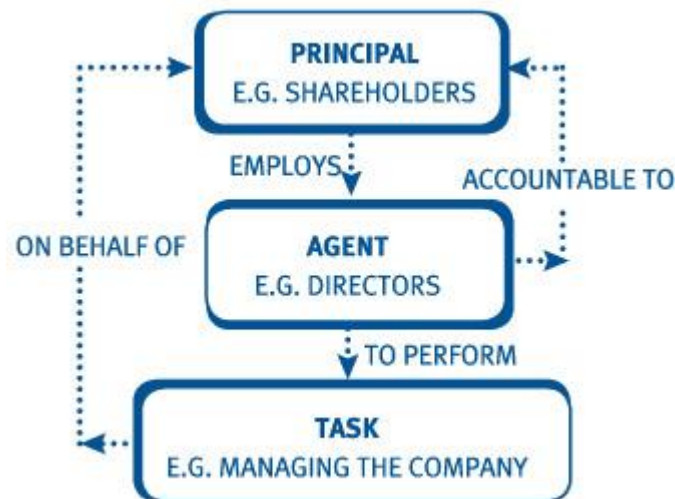 PRINCIPAL
E.G. SHAREHOLDERS
EMPLOYS
ACCOUNTABLE TO
ON BEHALF OF
AGENT
E.G. DIRECTORS
TO PERFORM
TASK
E.G. MANAGING THE COMPANY